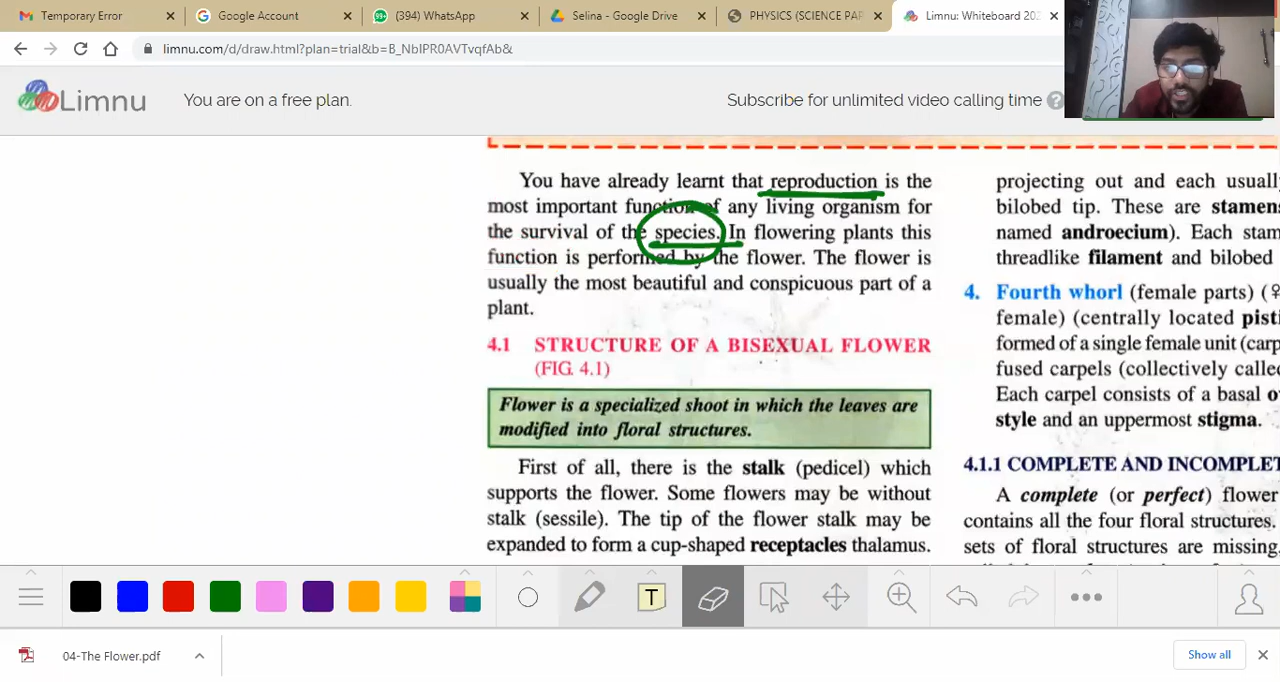 Temporary Error
Google Account
(394) WhatsApp
Selina - Google Drive
PHYSICS (SCIENCE PAP
Limnu: Whiteboard 202
limnu.com/d/draw.html?plan=trial&b=B_NbIPR0AVTvqfAb&
Limnu
You are on a free plan.
Subscribe for unlimited video calling time
You have already learnt that reproduction is the
most important function of any living organism for
the survival of the species. In flowering plants this
function is performed by the flower. The flower is
usually the most beautiful and conspicuous part of a
plant.
4.1 STRUCTURE OF A BISEXUAL FLOWER
(FIG. 4.1)
Flower is a specialized shoot in which the leaves are
modified into floral structures.
First of all, there is the stalk (pedicel) which
supports the flower. Some flowers may be without
stalk (sessile). The tip of the flower stalk may be
expanded to form a cup-shaped receptacles thalamus.
projecting out and each usually
bilobed tip. These are stamens
named androecium). Each stam
threadlike filament and bilobed
4. Fourth whorl (female parts) (♀
female) (centrally located pisti
formed of a single female unit (carp
fused carpels (collectively calle
Each carpel consists of a basal o
style and an uppermost stigma.
4.1.1 COMPLETE AND INCOMPLET
A complete (or perfect) flower
contains all the four floral structures.
sets of floral structures are missing,
T
04-The Flower.pdf
Show all